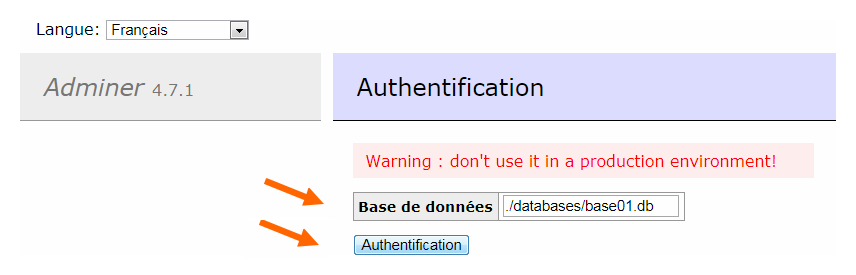 Langue: Français
Adminer 4.7.1
Authentification
Warning : don't use it in a production environment!
Base de données ./databases/base01.db
Authentification